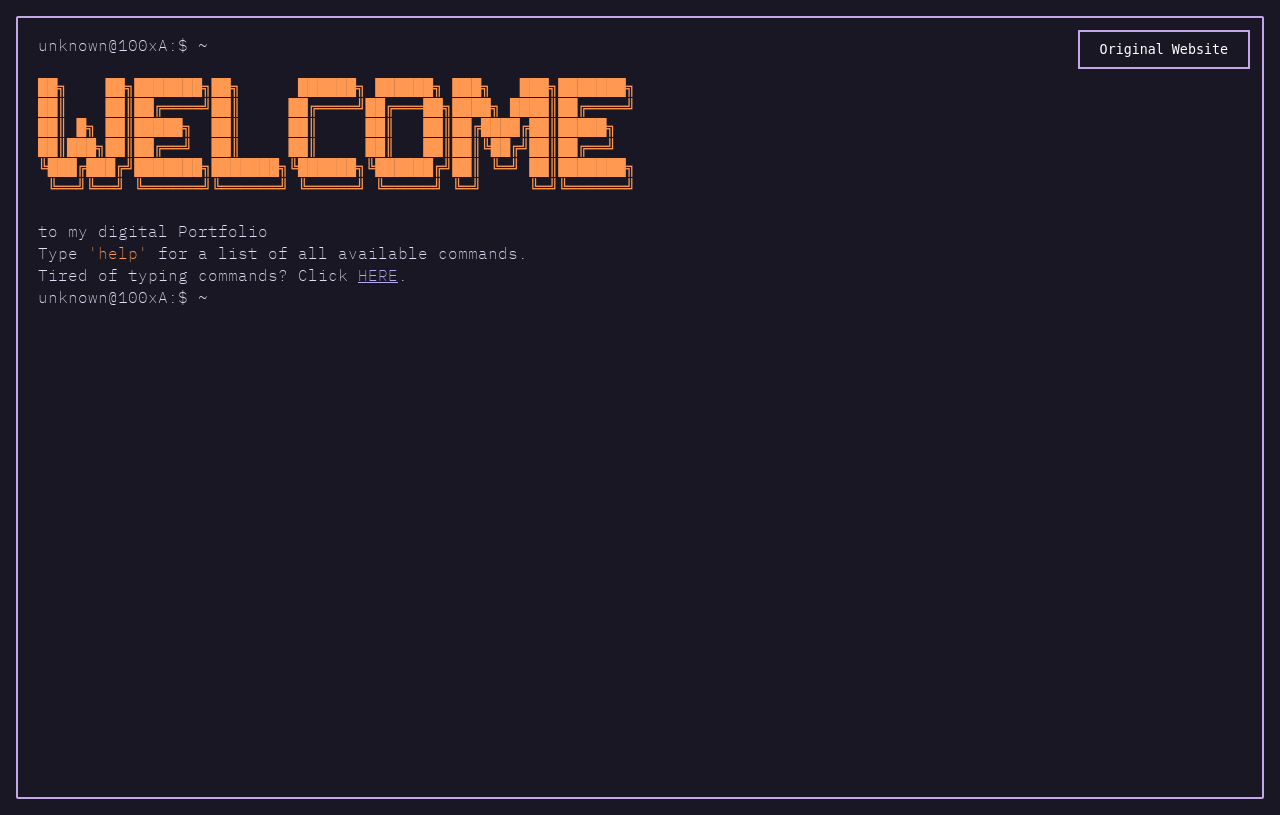 unknown@100xA:$ ~
Original Website
WELCOME
to my digital Portfolio
Type 'help' for a list of all available commands.
Tired of typing commands? Click HERE.
unknown@100xA:$ ~